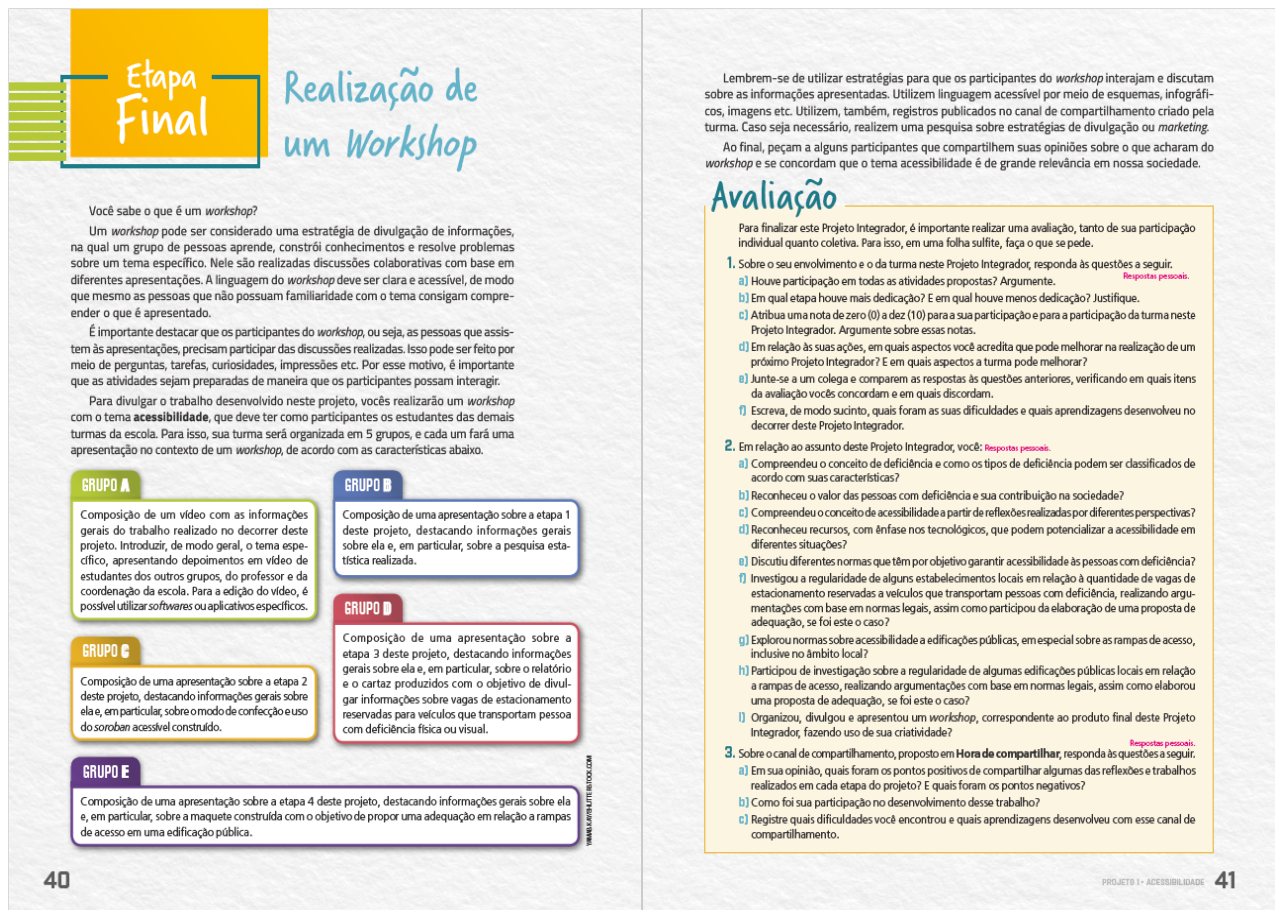 Etapa
Final
Realização de
um Workshop
Você sabe o que é um workshop?
Um workshop pode ser considerado uma estratégia de divulgação de informações,
na qual um grupo de pessoas aprende, constrói conhecimentos e resolve problemas
sobre um tema específico. Nele são realizadas discussões colaborativas com base em
diferentes apresentações. A linguagem do workshop deve ser clara e acessível, de modo
que mesmo as pessoas que não possuam familiaridade com o tema consigam compre-
ender o que é apresentado.
É importante destacar que os participantes do workshop, ou seja, as pessoas que assis-
tem às apresentações, precisam participar das discussões realizadas. Isso pode ser feito por
meio de perguntas, tarefas, curiosidades, impressões etc. Por esse motivo, é importante
que as atividades sejam preparadas de maneira que os participantes possam interagir.
Para divulgar o trabalho desenvolvido neste projeto, vocês realizarão um workshop
com o tema acessibilidade, que deve ter como participantes os estudantes das demais
turmas da escola. Para isso, sua turma será organizada em 5 grupos, e cada um fará uma
apresentação no contexto de um workshop, de acordo com as características abaixo.
GRUPO A
Composição de um vídeo com as informações
gerais do trabalho realizado no decorrer deste
projeto. Introduzir, de modo geral, o tema espe-
cífico, apresentando depoimentos em vídeo de
estudantes dos outros grupos, do professor e da
coordenação da escola. Para a edição do vídeo, é
possível utilizar softwares ou aplicativos específicos.
GRUPO B
Composição de uma apresentação sobre a etapa 1
deste projeto, destacando informações gerais
sobre ela e, em particular, sobre a pesquisa esta-
tística realizada.
GRUPO C
Composição de uma apresentação sobre a etapa 2
deste projeto, destacando informações gerais sobre
ela e, em particular, sobre o modo de confecção e uso
do soroban acessível construído.
GRUPO D
Composição de uma apresentação sobre a
etapa 3 deste projeto, destacando informações
gerais sobre ela e, em particular, sobre o relatório
e o cartaz produzidos com o objetivo de divul-
gar informações sobre vagas de estacionamento
reservadas para veículos que transportam pessoa
com deficiência física ou visual.
GRUPO E
Composição de uma apresentação sobre a etapa 4 deste projeto, destacando informações gerais sobre ela
e, em particular, sobre a maquete construída com o objetivo de propor uma adequação em relação a rampas
de acesso em uma edificação pública.
40
Lembrem-se de utilizar estratégias para que os participantes do workshop interajam e discutam
sobre as informações apresentadas. Utilizem linguagem acessível por meio de esquemas, infográfi-
cos, imagens etc. Utilizem, também, registros publicados no canal de compartilhamento criado pela
turma. Caso seja necessário, realizem uma pesquisa sobre estratégias de divulgação ou marketing.
Ao final, peçam a alguns participantes que compartilhem suas opiniões sobre o que acharam do
workshop e se concordam que o tema acessibilidade é de grande relevância em nossa sociedade.
Avaliação
Para finalizar este Projeto Integrador, é importante realizar uma avaliação, tanto de sua participação
individual quanto coletiva. Para isso, em uma folha sulfite, faça o que se pede.
1. Sobre o seu envolvimento e o da turma neste Projeto Integrador, responda às questões a seguir.
Respostas pessoais.
a) Houve participação em todas as atividades propostas? Argumente.
b) Em qual etapa houve mais dedicação? E em qual houve menos dedicação? Justifique.
c) Atribua uma nota de zero (0) a dez (10) para a sua participação e para a participação da turma neste
Projeto Integrador. Argumente sobre essas notas.
d) Em relação às suas ações, em quais aspectos você acredita que pode melhorar na realização de um
próximo Projeto Integrador? E em quais aspectos a turma pode melhorar?
e) Junte-se a um colega e comparem as respostas às questões anteriores, verificando em quais itens
da avaliação vocês concordam e em quais discordam.
f) Escreva, de modo sucinto, quais foram as suas dificuldades e quais aprendizagens desenvolveu no
decorrer deste Projeto Integrador.
2. Em relação ao assunto deste Projeto Integrador, você: Respostas pessoais.
a) Compreendeu o conceito de deficiência e como os tipos de deficiência podem ser classificados de
acordo com suas características?
b) Reconheceu o valor das pessoas com deficiência e sua contribuição na sociedade?
c) Compreendeu o conceito de acessibilidade a partir de reflexões realizadas por diferentes perspectivas?
d) Reconheceu recursos, com ênfase nos tecnológicos, que podem potencializar a acessibilidade em
diferentes situações?
e) Discutiu diferentes normas que têm por objetivo garantir acessibilidade às pessoas com deficiência?
f) Investigou a regularidade de alguns estabelecimentos locais em relação à quantidade de vagas de
estacionamento reservadas a veículos que transportam pessoas com deficiência, realizando argu-
mentações com base em normas legais, assim como participou da elaboração de uma proposta de
adequação, se foi este o caso?
g) Explorou normas sobre acessibilidade a edificações públicas, em especial sobre as rampas de acesso,
inclusive no âmbito local?
h) Participou de investigação sobre a regularidade de algumas edificações públicas locais em relação
a rampas de acesso, realizando argumentações com base em normas legais, assim como elaborou
uma proposta de adequação, se foi este o caso?
I) Organizou, divulgou e apresentou um workshop, correspondente ao produto final deste Projeto
Integrador, fazendo uso de sua criatividade?
Respostas pessoais.
3. Sobre o canal de compartilhamento, proposto em Hora de compartilhar, responda às questões a seguir.
a) Em sua opinião, quais foram os pontos positivos de compartilhar algumas das reflexões e trabalhos
realizados em cada etapa do projeto? E quais foram os pontos negativos?
b) Como foi sua participação no desenvolvimento desse trabalho?
c) Registre quais dificuldades você encontrou e quais aprendizagens desenvolveu com esse canal de
compartilhamento.
PROJETO 1 - ACESSIBILIDADE 41